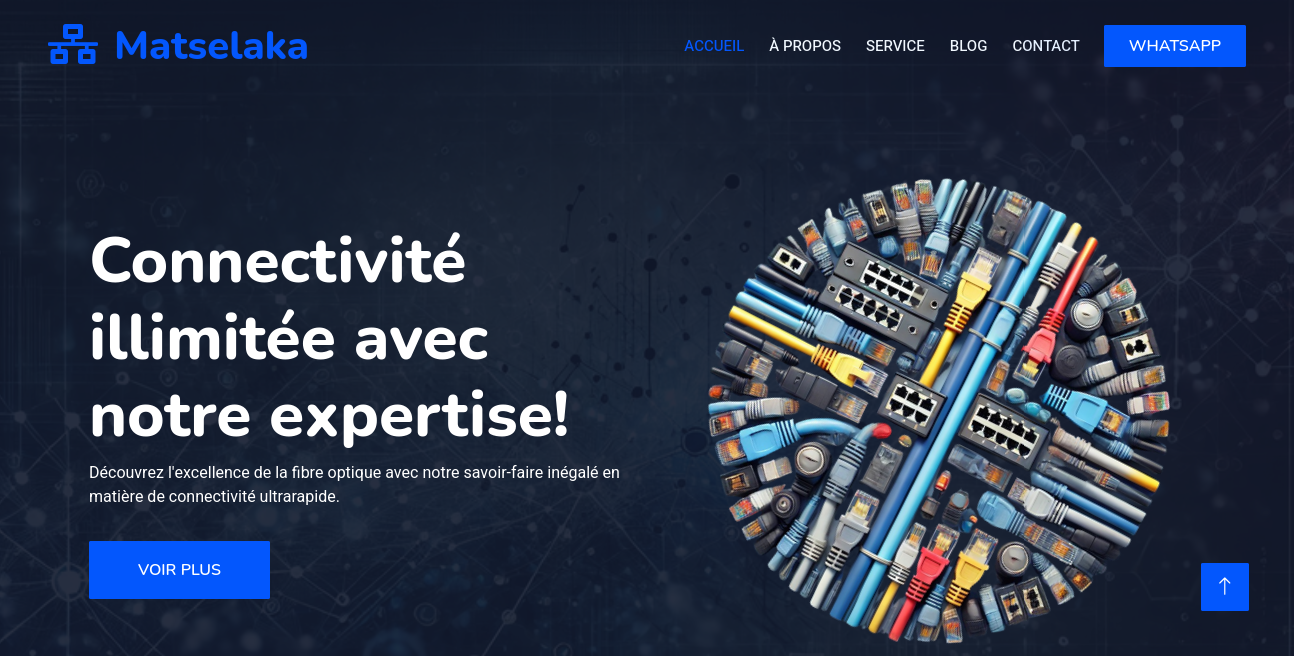 Matselaka
ACCUEIL À PROPOS SERVICE BLOG CONTACT WHATSAPP
Connectivité
illimitée avec
notre expertise!
Découvrez l'excellence de la fibre optique avec notre savoir-faire inégalé en
matière de connectivité ultrarapide.
VOIR PLUS